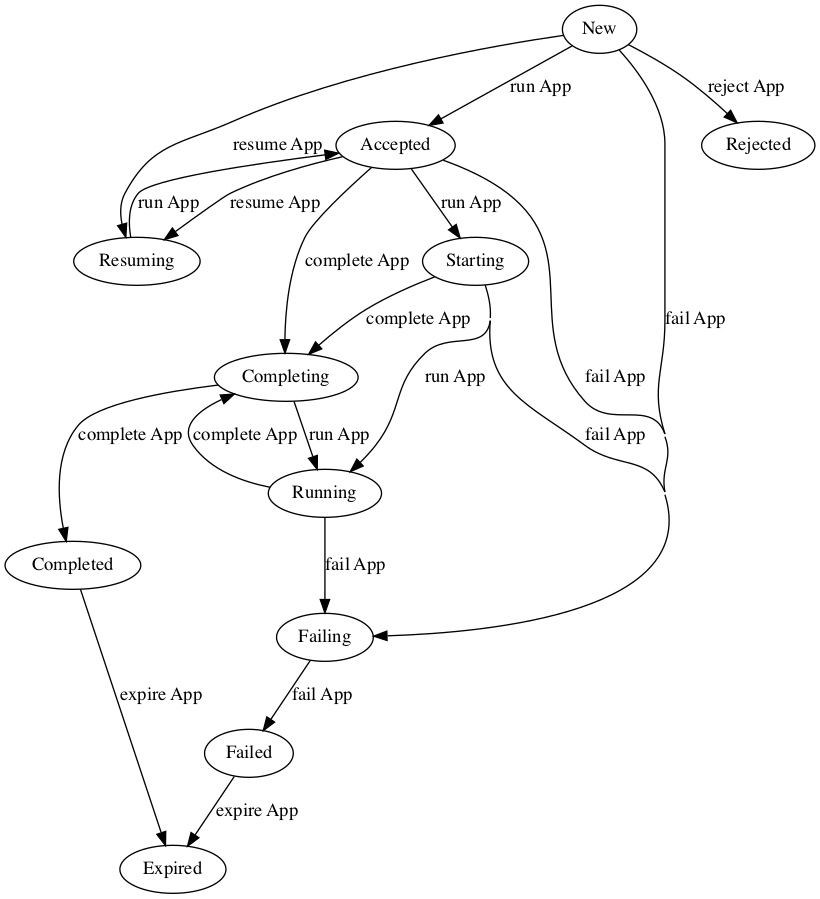 New
run App
reject App
Accepted
Rejected
resume App
run App
resume App
run App
Resuming
complete App
Starting
complete App
fail App
Completing
run App
fail App
complete App
complete App
run App
fail App
Running
Completed
fail App
Failing
expire App
fail App
Failed
expire App
Expired